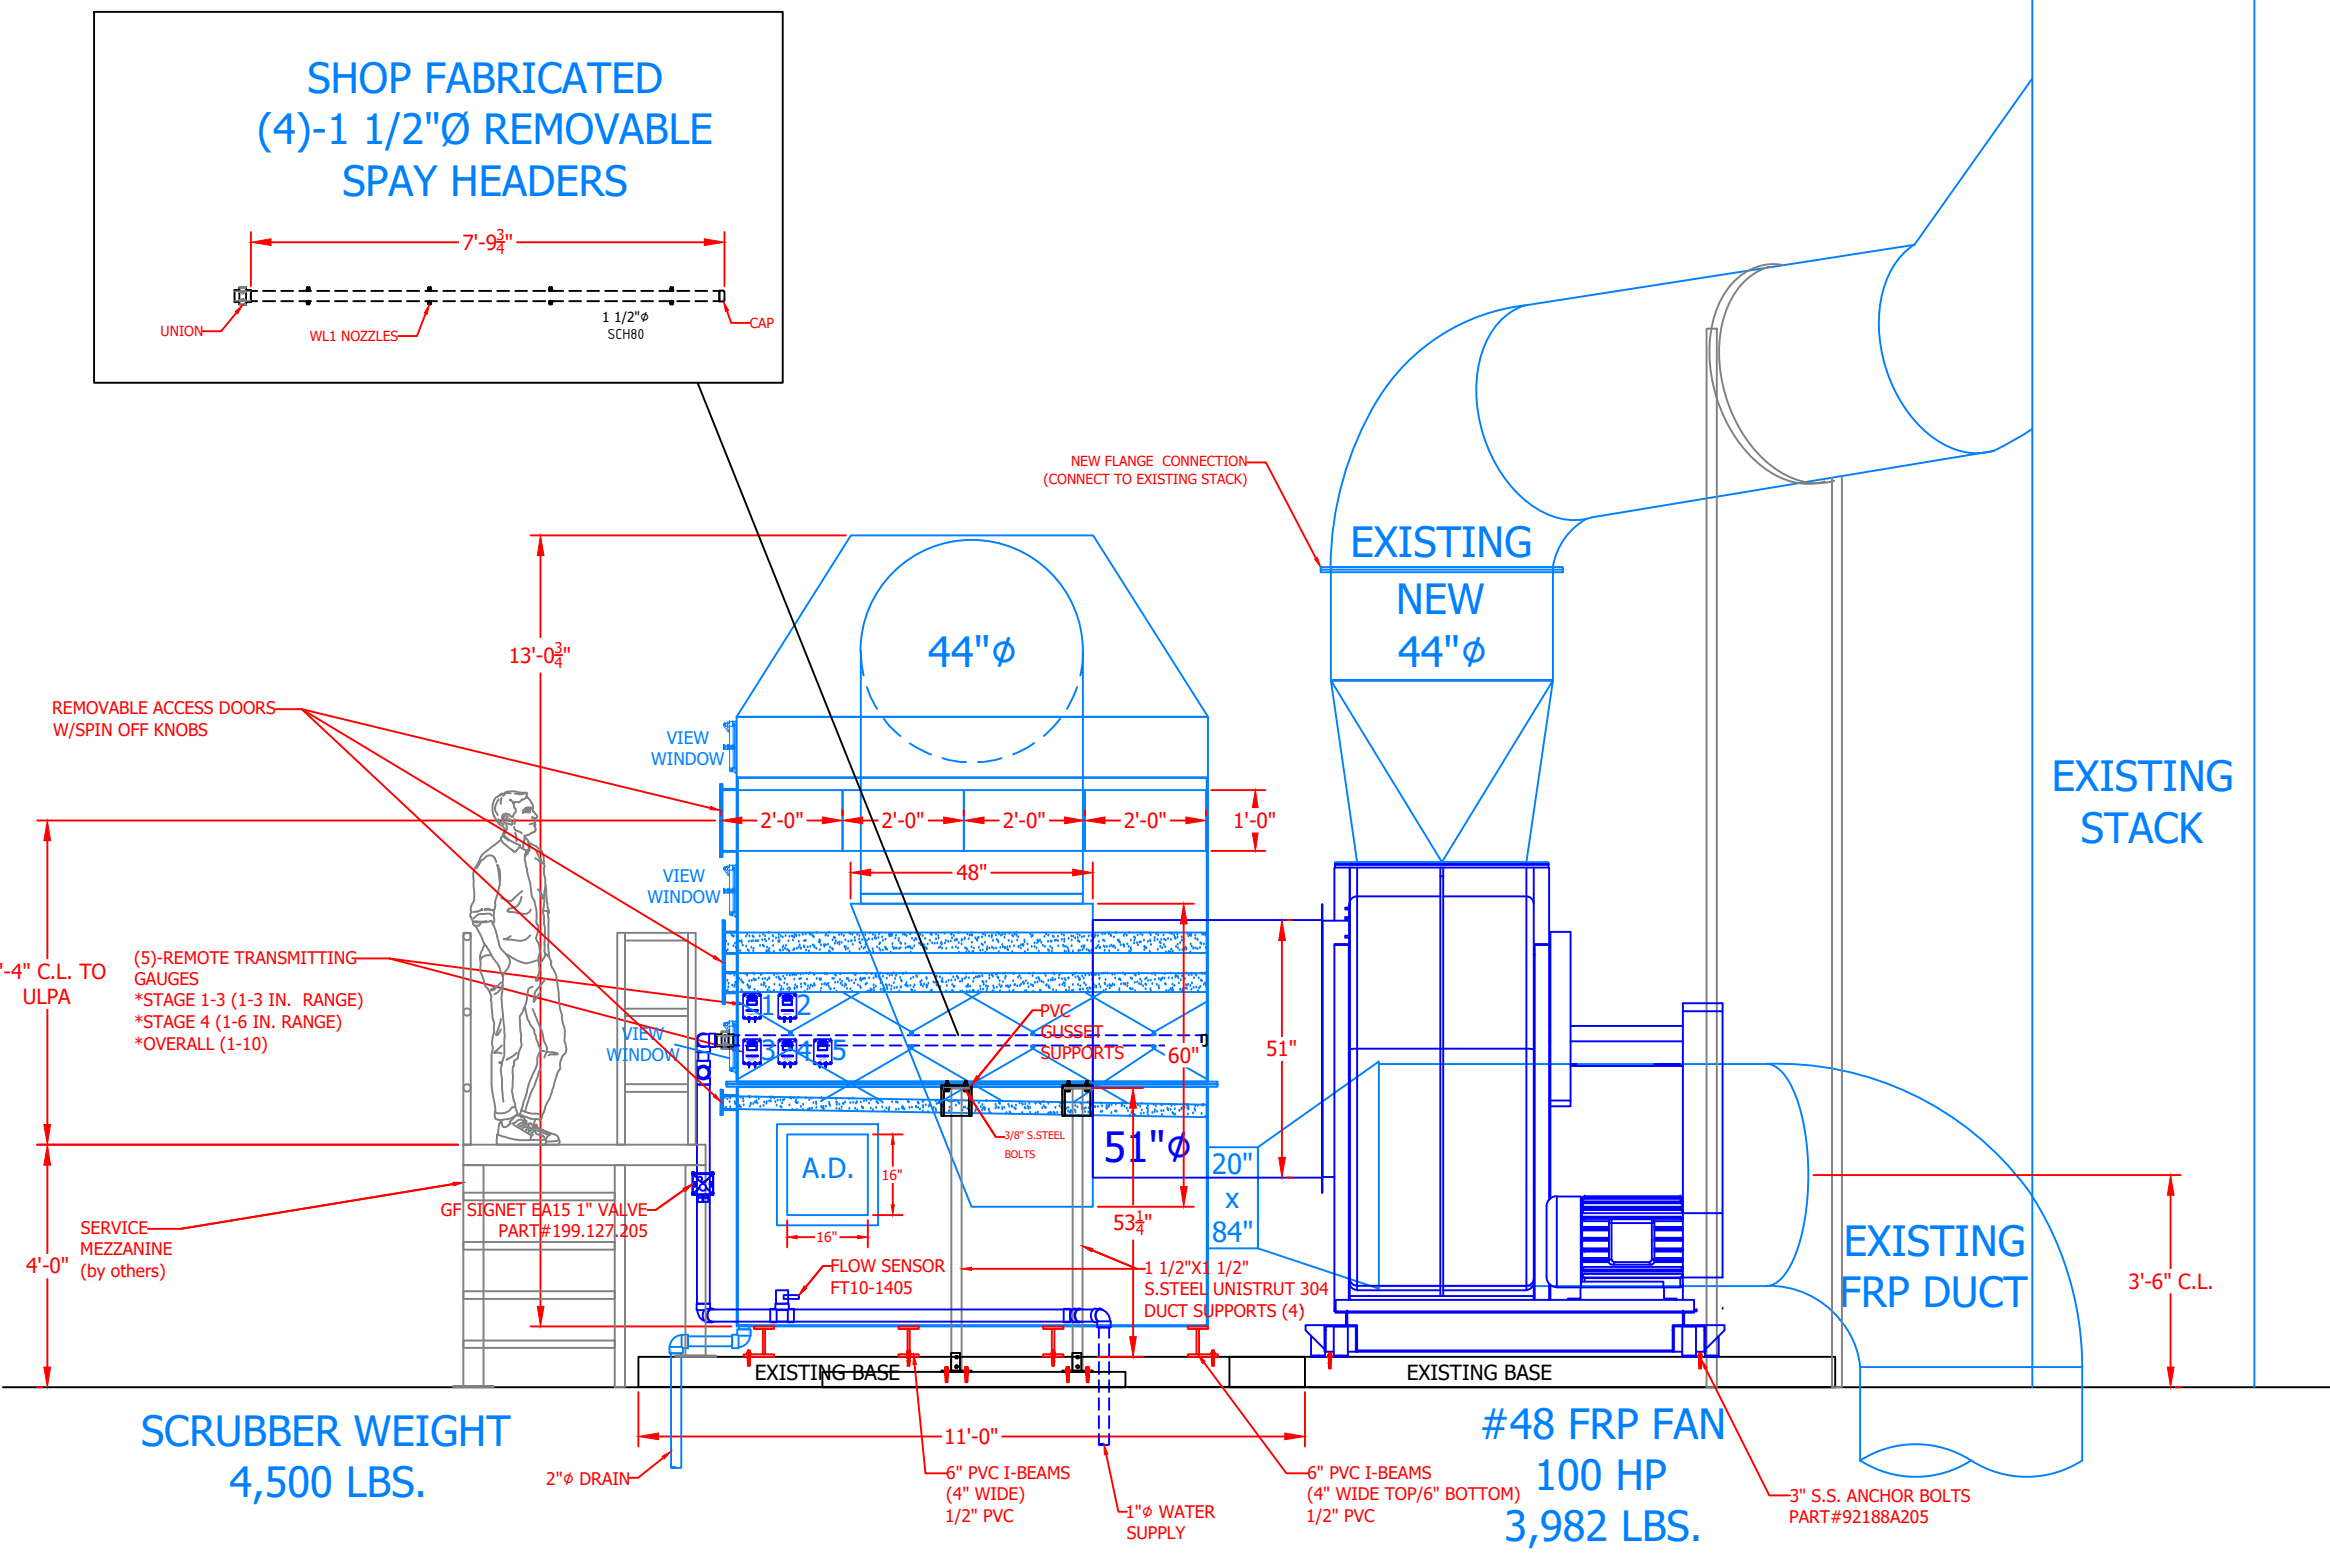 SHOP FABRICATED
(4)-1 1/2"Ø REMOVABLE
SPAY HEADERS
7'-9 3/4"
UNION
WL1 NOZZLES
1 1/2"ø
SCH80
CAP
NEW FLANGE CONNECTION
(CONNECT TO EXISTING STACK)
EXISTING
NEW
44"ø
44"ø
13'-0 3/4"
REMOVABLE ACCESS DOORS
W/SPIN OFF KNOBS
VIEW
WINDOW
EXISTING
STACK
2'-0"
2'-0"
2'-0"
2'-0"
1'-0"
48"
VIEW
WINDOW
'-4" C.L. TO
ULPA
(5)-REMOTE TRANSMITTING
GAUGES
*STAGE 1-3 (1-3 IN. RANGE)
*STAGE 4 (1-6 IN. RANGE)
*OVERALL (1-10)
1
2
3
4
5
VIEW
WINDOW
PVC
GUSSET
SUPPORTS
60"
51"
3/8" S.STEEL
BOLTS
51"ø
A.D.
16"
16"
20"
x
84"
53 1/4"
GF SIGNET EA15 1" VALVE
PART#199.127.205
SERVICE
MEZZANINE
(by others)
4'-0"
FLOW SENSOR
FT10-1405
1 1/2"X1 1/2"
S.STEEL UNISTRUT 304
DUCT SUPPORTS (4)
EXISTING
FRP DUCT
3'-6" C.L.
EXISTING BASE
EXISTING BASE
SCRUBBER WEIGHT
4,500 LBS.
11'-0"
2"ø DRAIN
6" PVC I-BEAMS
(4" WIDE)
1/2" PVC
1"ø WATER
SUPPLY
6" PVC I-BEAMS
(4" WIDE TOP/6" BOTTOM)
1/2" PVC
#48 FRP FAN
100 HP
3,982 LBS.
3" S.S. ANCHOR BOLTS
PART#92188A205